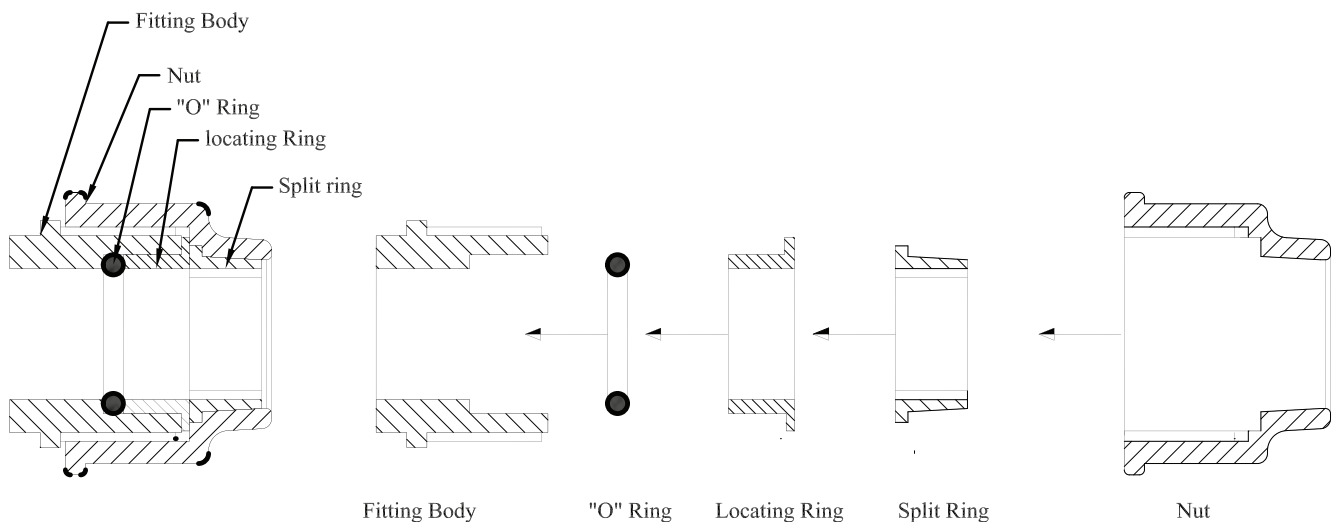 Fitting Body
Nut
"O" Ring
locating Ring
Split ring
Fitting Body "O" Ring Locating Ring Split Ring Nut